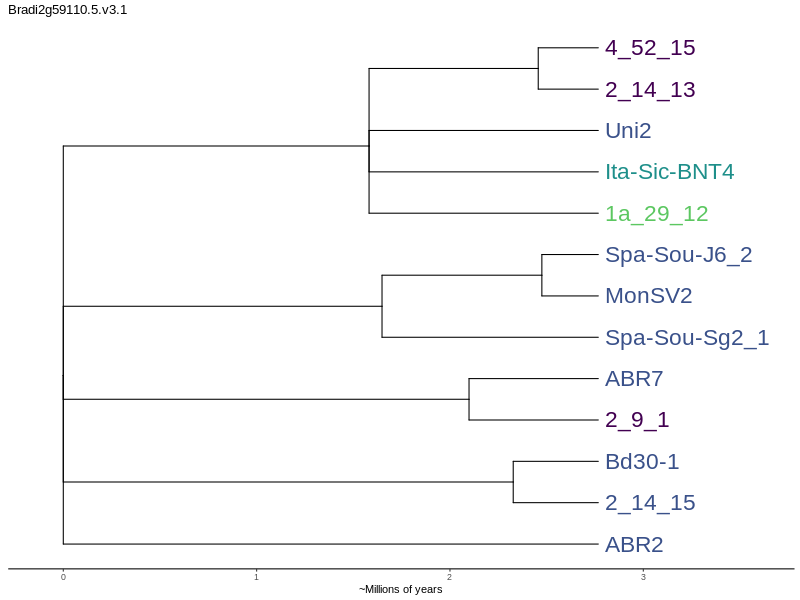 Bradi2g59110.5.v3.1
4_52_15
2_14_13
Uni2
Ita-Sic-BNT4
1a_29_12
Spa-Sou-J6_2
MonSV2
Spa-Sou-Sg2_1
ABR7
2_9_1
Bd30-1
2_14_15
ABR2
0 1 2 3
~Millions of years